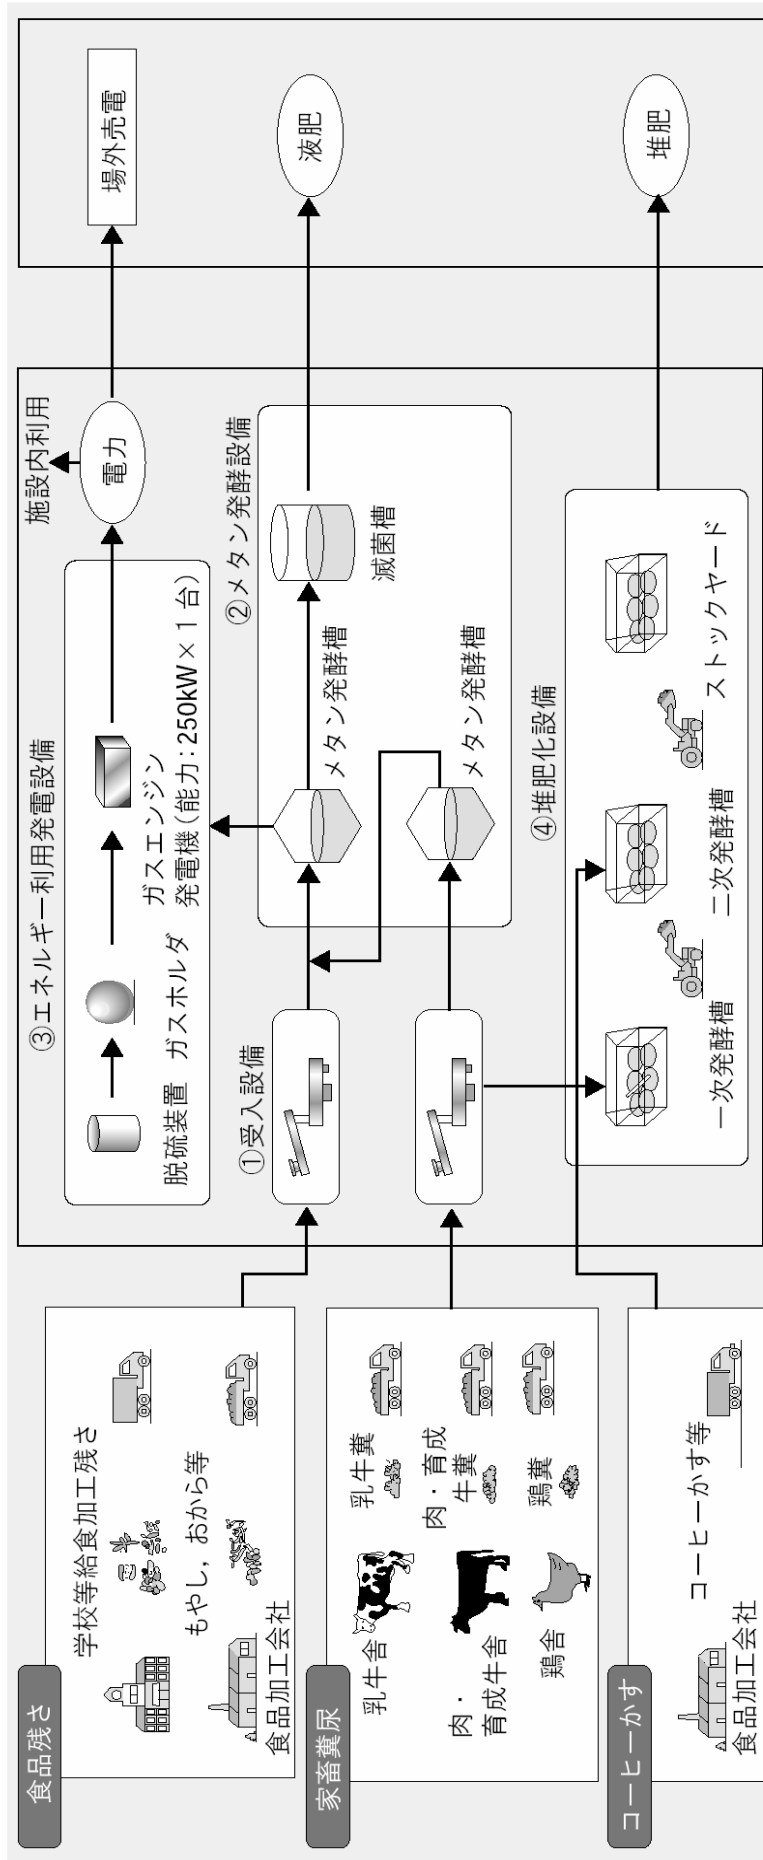 食品残さ
学校等給食加工残さ
もやし，おから等
食品加工会社
家畜糞尿
乳牛舎
乳牛糞
肉・
育成牛舎
肉・育成
牛糞
鶏舎
鶏糞
コーヒーかす
コーヒーかす等
食品加工会社
③エネルギー利用発電設備
脱硫装置
ガスホルダ
ガスエンジン
発電機(能力:250kW×1台)
施設内利用
電力
①受入設備
②メタン発酵設備
メタン発酵槽
滅菌槽
メタン発酵槽
④堆肥化設備
一次発酵槽
二次発酵槽
ストックヤード
場外売電
液肥
堆肥